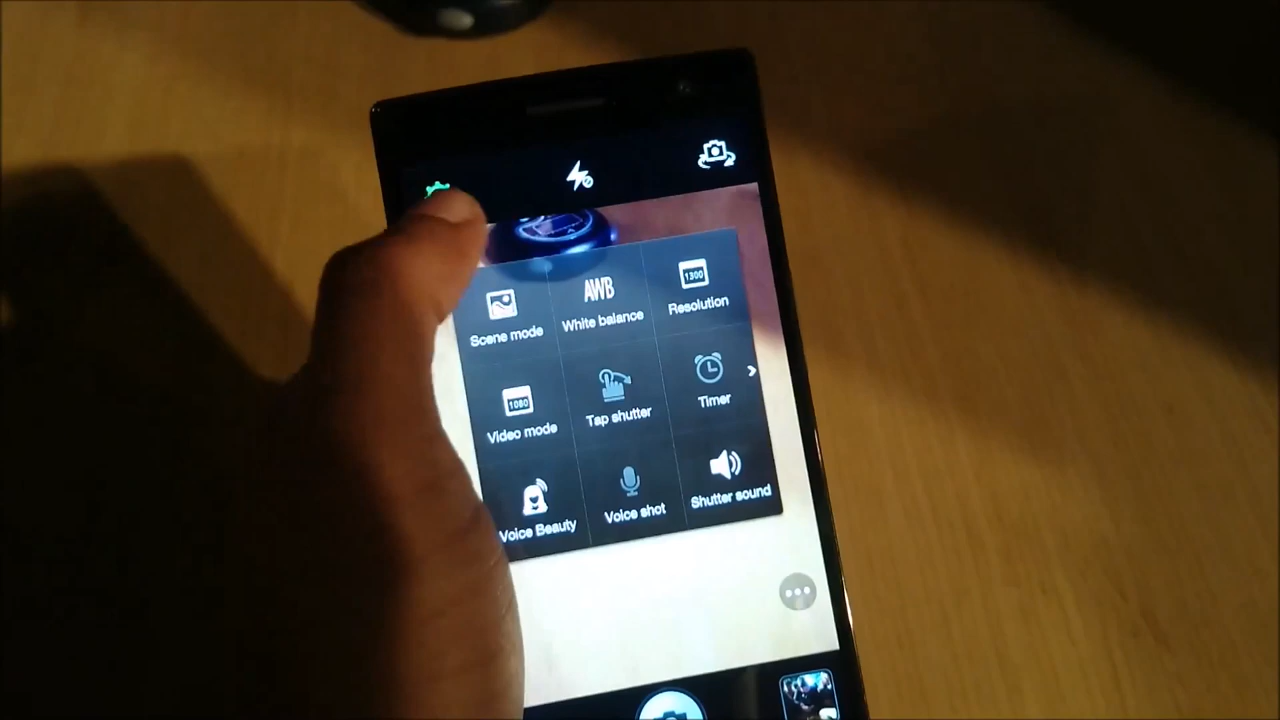 AWB
1300
Scene mode
White balance
Resolution
1080
Video mode
Tap shutter
Timer
Voice Beauty
Voice shot
Shutter sound